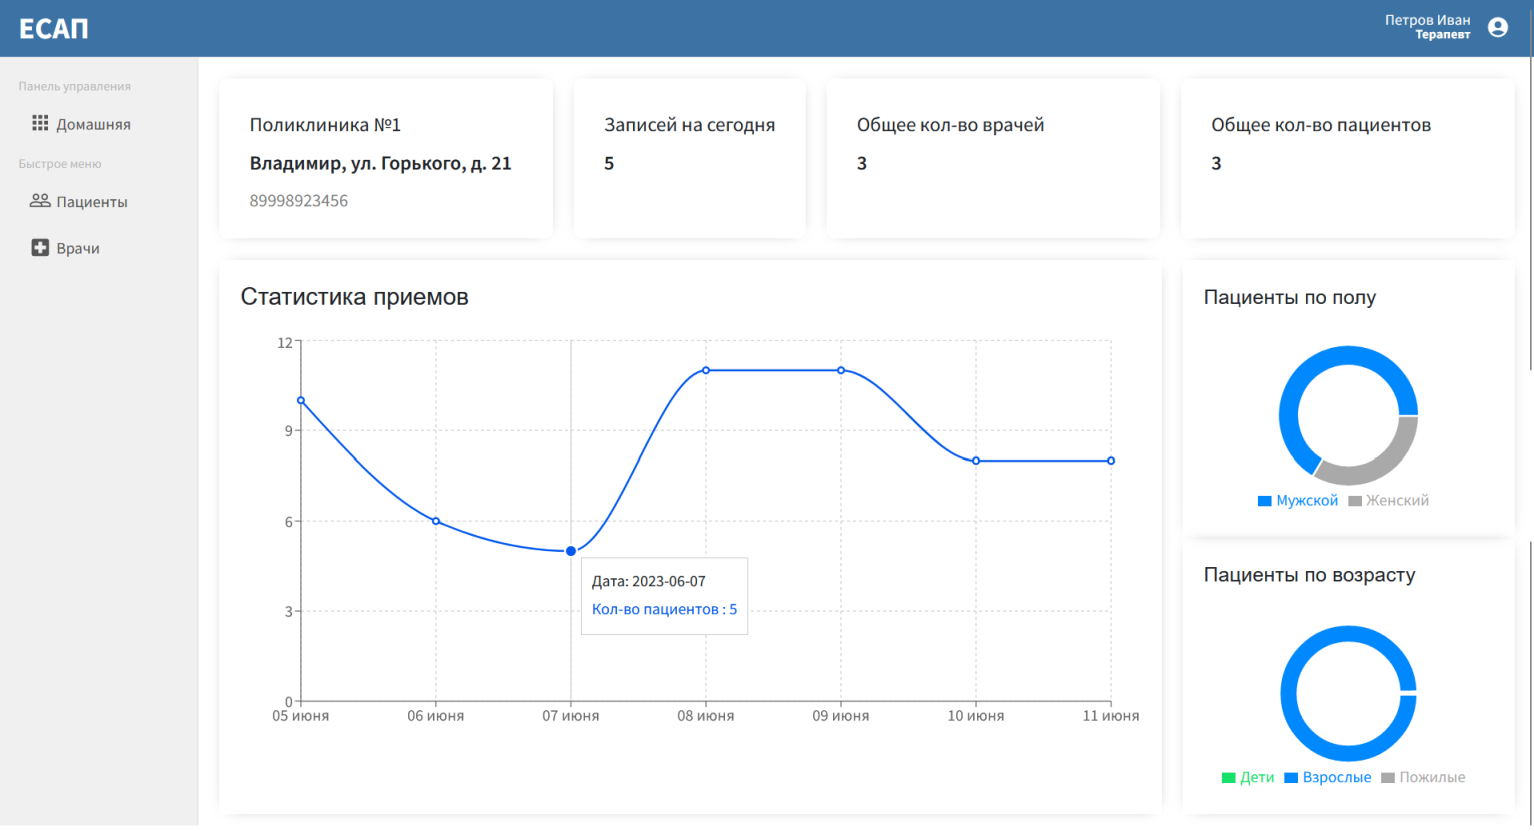 ЕСАП
Петров Иван
Терапевт
Панель управления
Домашняя
Быстрое меню
Пациенты
Врачи
Поликлиника №1
Владимир, ул. Горького, д. 21
89998923456
Записей на сегодня
5
Общее кол-во врачей
3
Общее кол-во пациентов
3
Статистика приемов
12
9
6
3
0
05 июня 06 июня 07 июня 08 июня 09 июня 10 июня 11 июня
Дата: 2023-06-07
Кол-во пациентов : 5
Пациенты по полу
Мужской Женский
Пациенты по возрасту
Дети Взрослые Пожилые